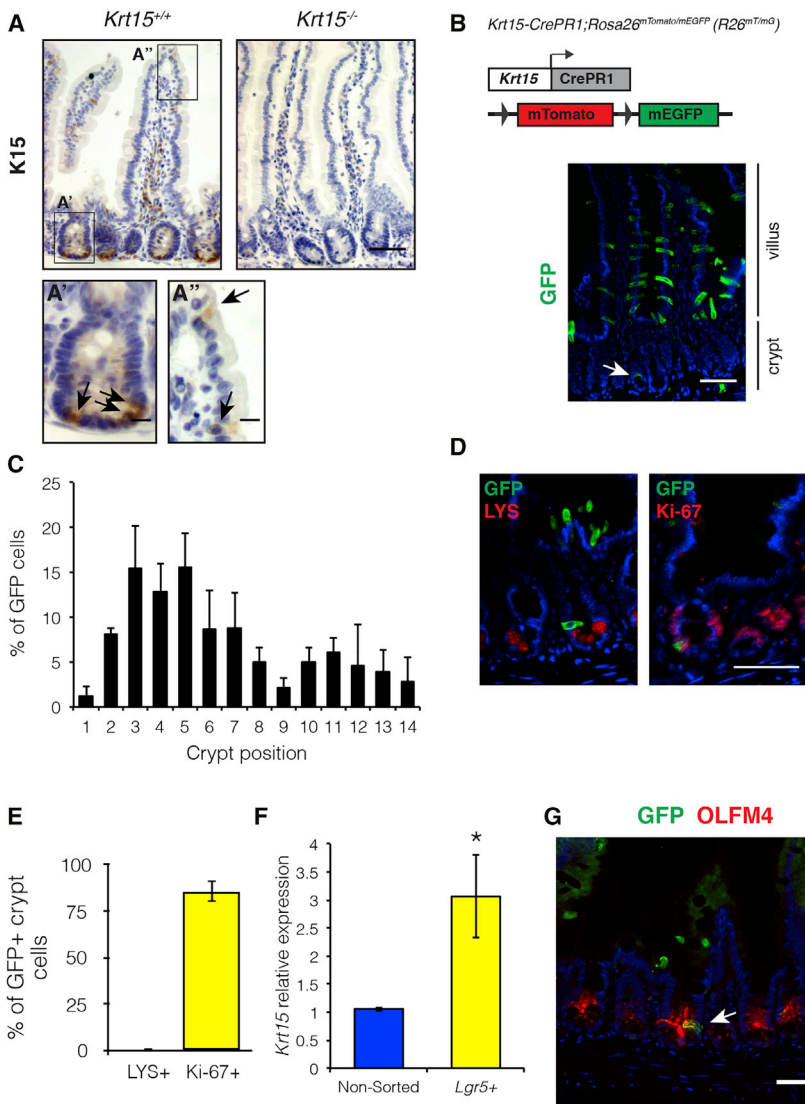 A
Krt15+/+
Krt15-/-
K15
A''
A'
A'
A''
B
Krt15-CrePR1;Rosa26mTomato/mEGFP (R26mT/mG)
Krt15 CrePR1
mTomato mEGFP
GFP
villus
crypt
C
% of GFP cells
25
20
15
10
5
0
1 2 3 4 5 6 7 8 9 10 11 12 13 14
Crypt position
D
GFP
LYS
GFP
Ki-67
E
% of GFP+ crypt
cells
100
75
50
25
0
LYS+ Ki-67+
F
Krt15 relative expression
4
3.5
3
2.5
2
1.5
1
0.5
0
*
Non-Sorted Lgr5+
G
GFP OLFM4